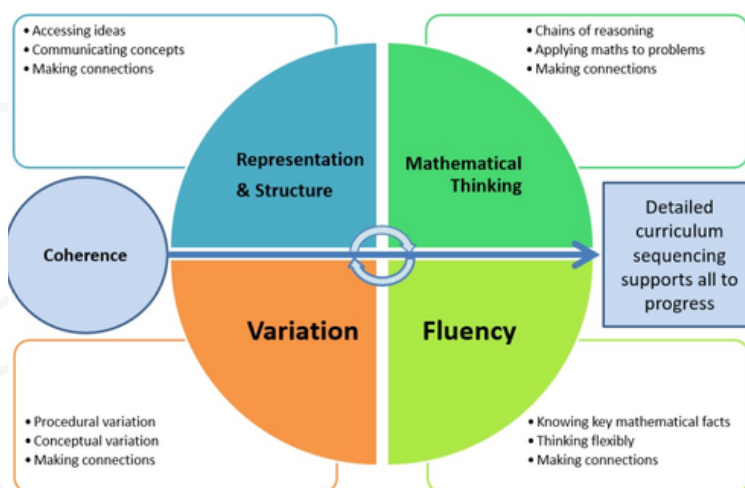 • Accessing ideas
• Communicating concepts
• Making connections
• Chains of reasoning
• Applying maths to problems
• Making connections
Representation
& Structure
Mathematical
Thinking
Coherence
Detailed
curriculum
sequencing
supports all to
progress
Variation
Fluency
• Procedural variation
• Conceptual variation
• Making connections
• Knowing key mathematical facts
• Thinking flexibly
• Making connections